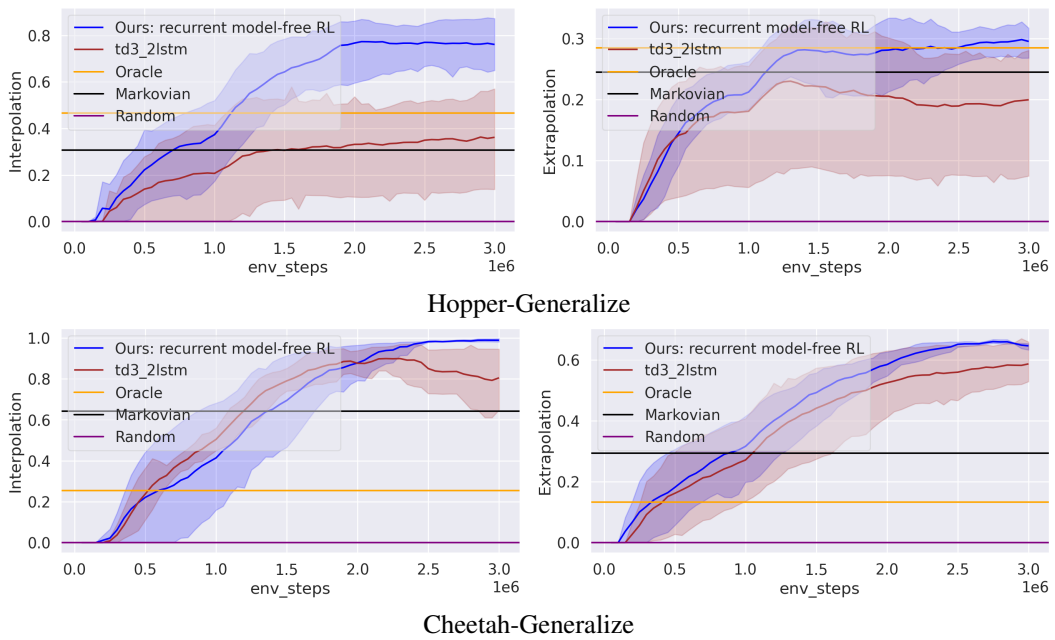 0.8
0.6
0.4
0.2
0.0
Interpolation
Ours: recurrent model-free RL
td3_2lstm
Oracle
Markovian
Random
0.0 0.5 1.0 1.5 2.0 2.5 3.0
env_steps
1e6
0.3
0.2
0.1
0.0
Extrapolation
Ours: recurrent model-free RL
td3_2lstm
Oracle
Markovian
Random
0.0 0.5 1.0 1.5 2.0 2.5 3.0
env_steps
1e6
Hopper-Generalize
1.0
0.8
0.6
0.4
0.2
0.0
Interpolation
Ours: recurrent model-free RL
td3_2lstm
Oracle
Markovian
Random
0.0 0.5 1.0 1.5 2.0 2.5 3.0
env_steps
1e6
0.6
0.4
0.2
0.0
Extrapolation
Ours: recurrent model-free RL
td3_2lstm
Oracle
Markovian
Random
0.0 0.5 1.0 1.5 2.0 2.5 3.0
env_steps
1e6
Cheetah-Generalize